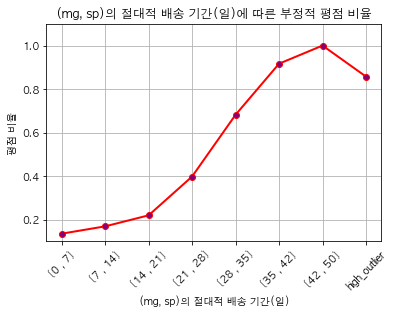 (mg, sp)의 절대적 배송 기간(일)에 따른 부정적 평점 비율
평점 비율
1.0
0.8
0.6
0.4
0.2
(0 , 7)
(7 , 14)
(14 , 21)
(21 , 28)
(28 , 35)
(35 , 42)
(42 , 50)
hgh_outlier
(mg, sp)의 절대적 배송 기간(일)